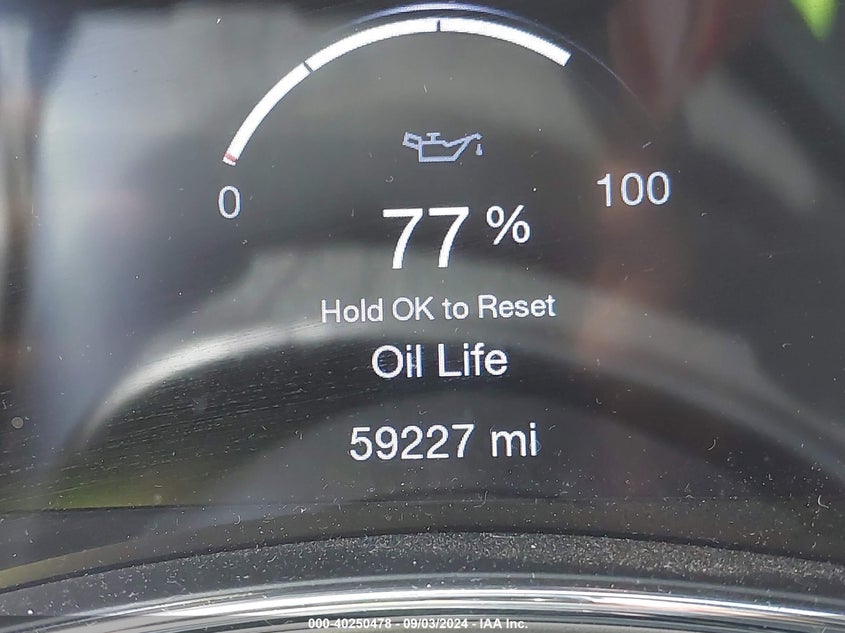 0
100
77 %
Hold OK to Reset
Oil Life
59227 mi
000-40250478 - 09/03/2024 - IAA Inc.